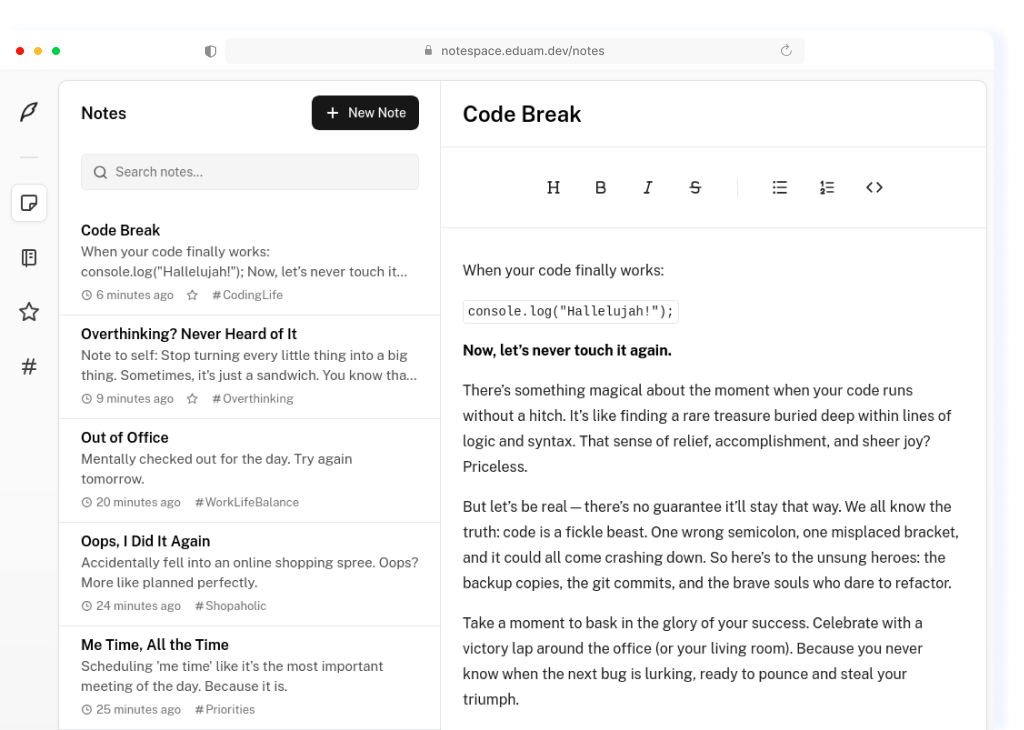 notespace.eduam.dev/notes
Notes
+ New Note
Search notes...
Code Break
When your code finally works:
console.log("Hallelujah!"); Now, let's never touch it...
6 minutes ago #CodingLife
Overthinking? Never Heard of It
Note to self: Stop turning every little thing into a big
thing. Sometimes, it's just a sandwich. You know tha...
9 minutes ago #Overthinking
Out of Office
Mentally checked out for the day. Try again
tomorrow.
20 minutes ago #WorkLifeBalance
Oops, I Did It Again
Accidentally fell into an online shopping spree. Oops?
More like planned perfectly.
24 minutes ago #Shopaholic
Me Time, All the Time
Scheduling 'me time' like it's the most important
meeting of the day. Because it is.
25 minutes ago #Priorities
Code Break
H B I S
When your code finally works:
console.log("Hallelujah!");
Now, let's never touch it again.
There's something magical about the moment when your code runs
without a hitch. It's like finding a rare treasure buried deep within lines of
logic and syntax. That sense of relief, accomplishment, and sheer joy?
Priceless.
But let's be real—there's no guarantee it'll stay that way. We all know the
truth: code is a fickle beast. One wrong semicolon, one misplaced bracket,
and it could all come crashing down. So here's to the unsung heroes: the
backup copies, the git commits, and the brave souls who dare to refactor.
Take a moment to bask in the glory of your success. Celebrate with a
victory lap around the office (or your living room). Because you never
know when the next bug is lurking, ready to pounce and steal your
triumph.